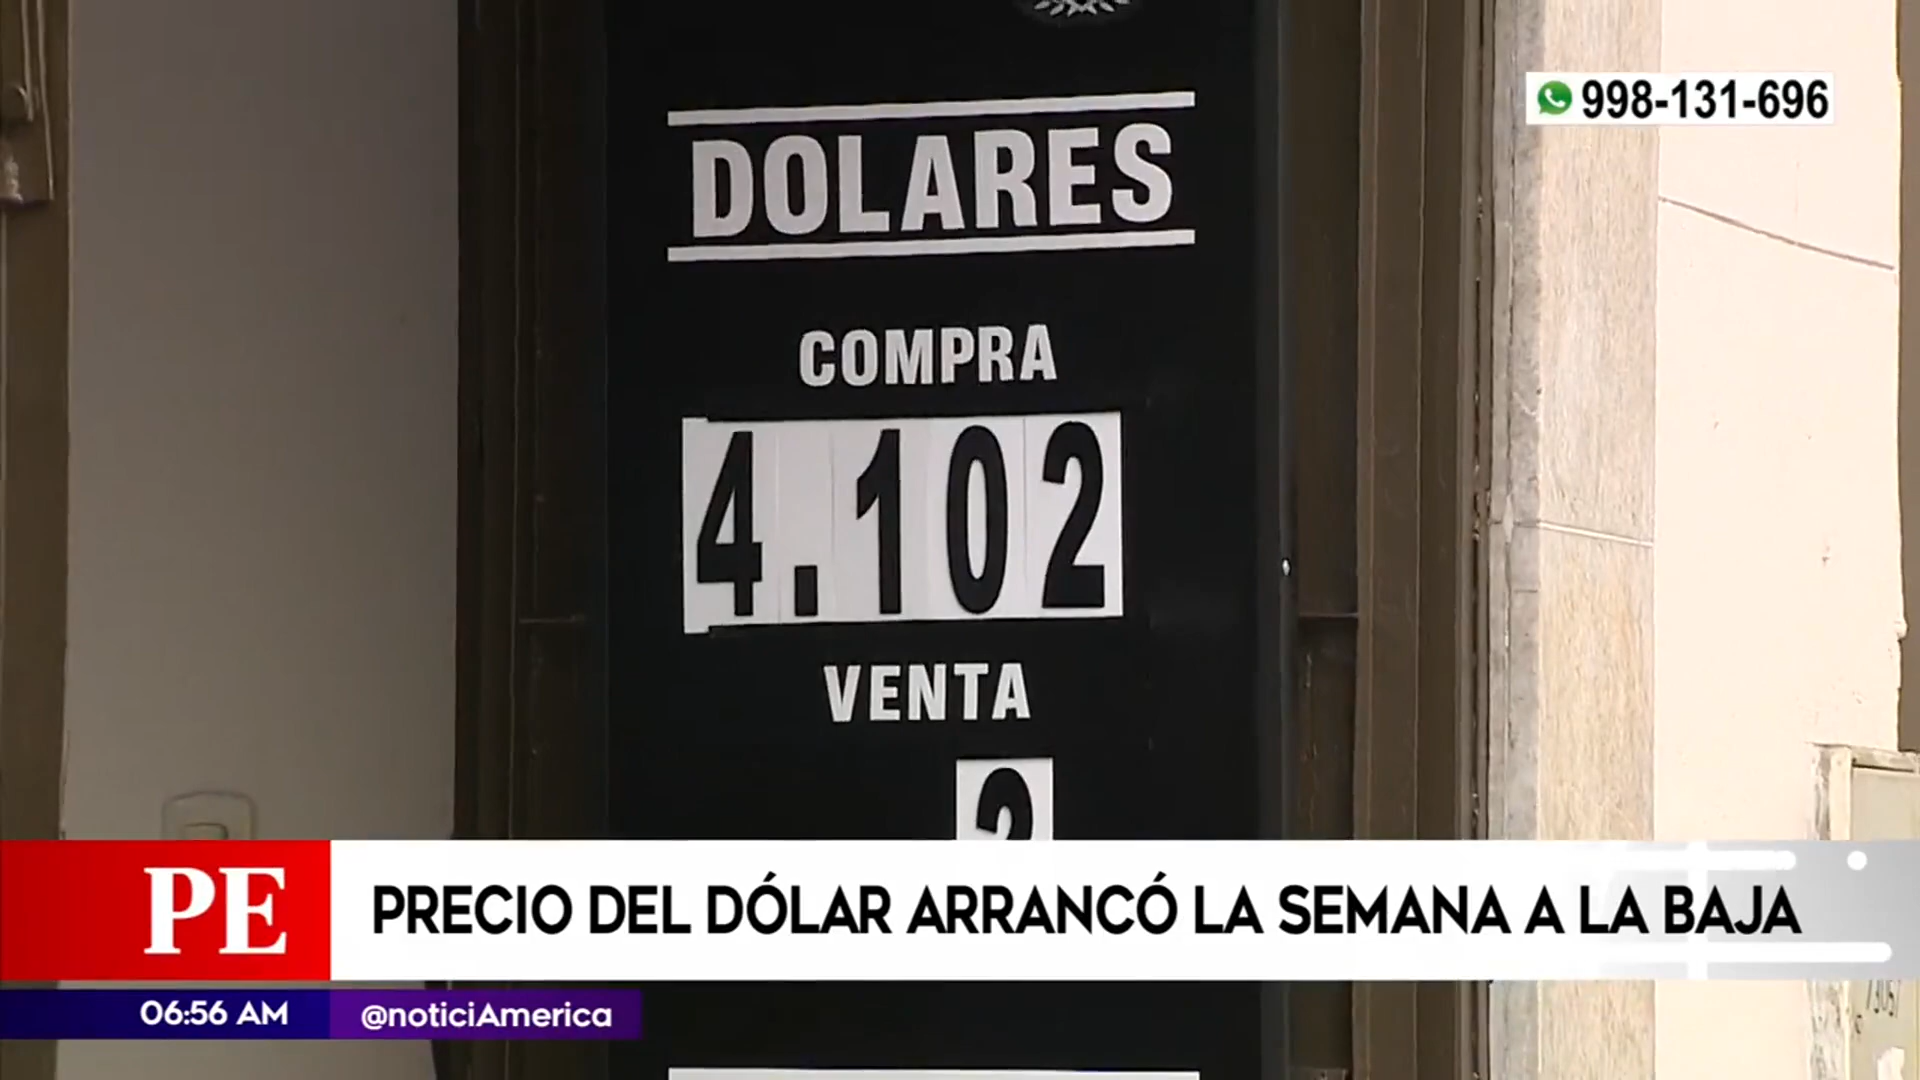 998-131-696
DOLARES
COMPRA
4.102
VENTA
PE
PRECIO DEL DÓLAR ARRANCÓ LA SEMANA A LA BAJA
06:56 AM
@noticiAmerica